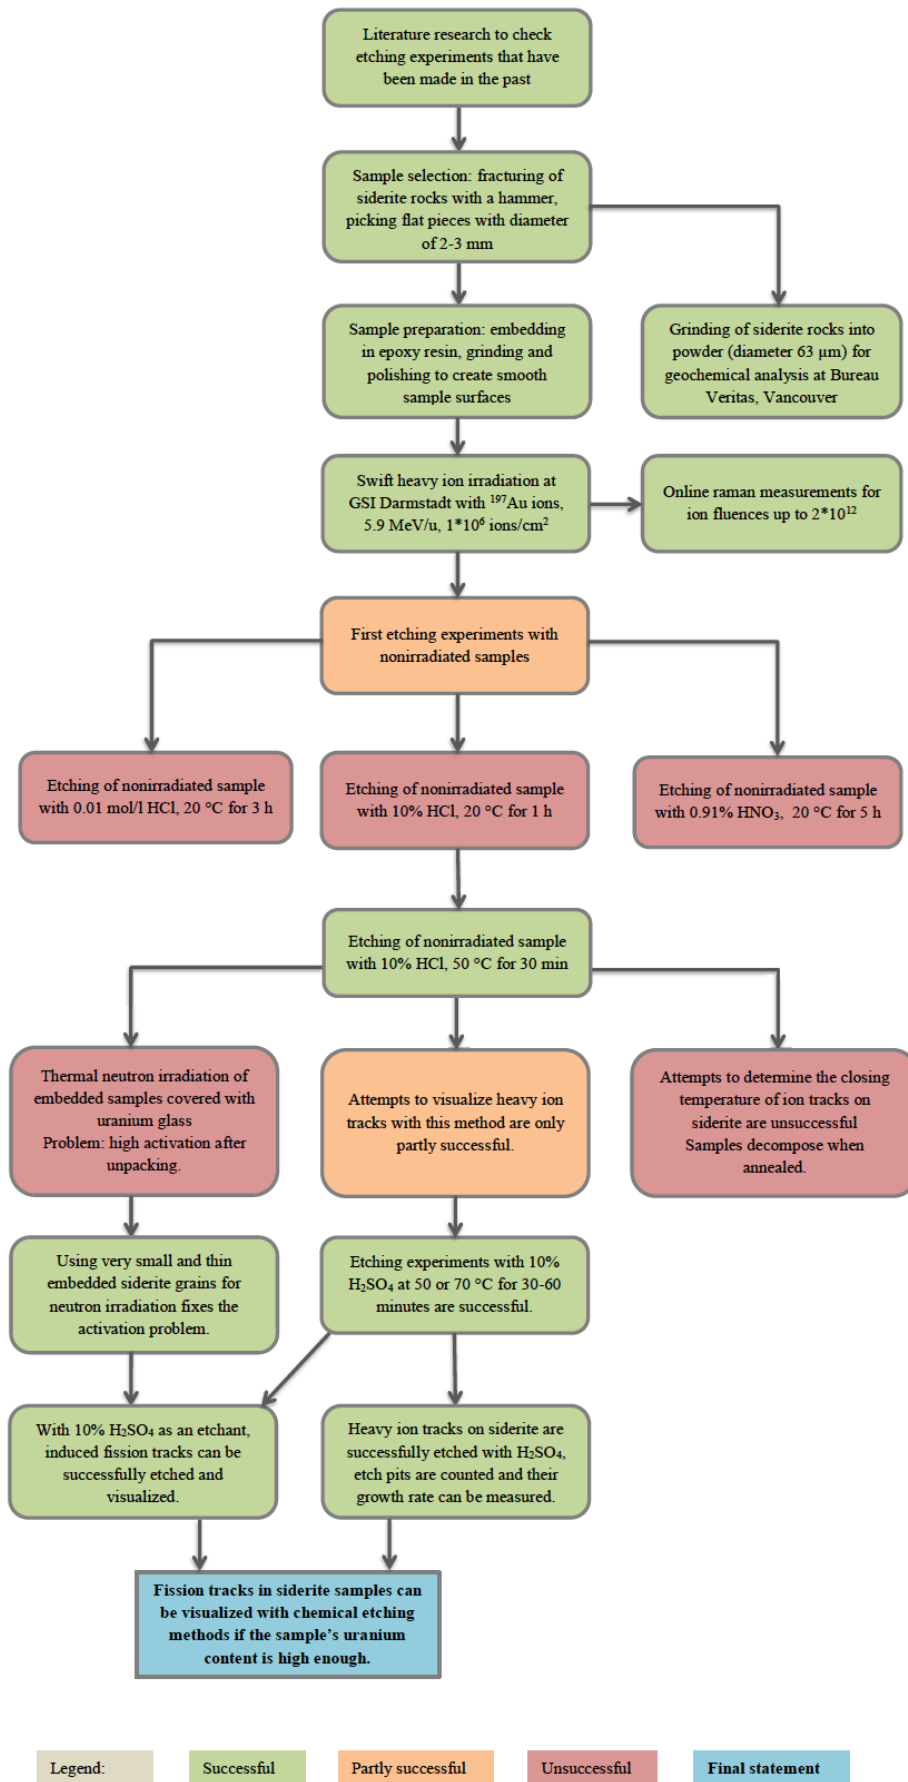 Literature research to check
etching experiments that have
been made in the past
Sample selection: fracturing of
siderite rocks with a hammer,
picking flat pieces with diameter
of 2-3 mm
Sample preparation: embedding
in epoxy resin, grinding and
polishing to create smooth
sample surfaces
Grinding of siderite rocks into
powder (diameter 63 µm) for
geochemical analysis at Bureau
Veritas, Vancouver
Swift heavy ion irradiation at
GSI Darmstadt with ¹⁹⁷Au ions,
5.9 MeV/u, 1*10⁶ ions/cm²
Online raman measurements for
ion fluences up to 2*10¹²
First etching experiments with
nonirradiated samples
Etching of nonirradiated sample
with 0.01 mol/l HCl, 20 °C for 3 h
Etching of nonirradiated sample
with 10% HCl, 20 °C for 1 h
Etching of nonirradiated sample
with 0.91% HNO₃, 20 °C for 5 h
Etching of nonirradiated sample
with 10% HCl, 50 °C for 30 min
Thermal neutron irradiation of
embedded samples covered with
uranium glass
Problem: high activation after
unpacking.
Attempts to visualize heavy ion
tracks with this method are only
partly successful.
Attempts to determine the closing
temperature of ion tracks on
siderite are unsuccessful
Samples decompose when
annealed.
Using very small and thin
embedded siderite grains for
neutron irradiation fixes the
activation problem.
Etching experiments with 10%
H₂SO₄ at 50 or 70 °C for 30-60
minutes are successful.
With 10% H₂SO₄ as an etchant,
induced fission tracks can be
successfully etched and
visualized.
Heavy ion tracks on siderite are
successfully etched with H₂SO₄,
etch pits are counted and their
growth rate can be measured.
Fission tracks in siderite samples can
be visualized with chemical etching
methods if the sample's uranium
content is high enough.
Legend:
Successful
Partly successful
Unsuccessful
Final statement